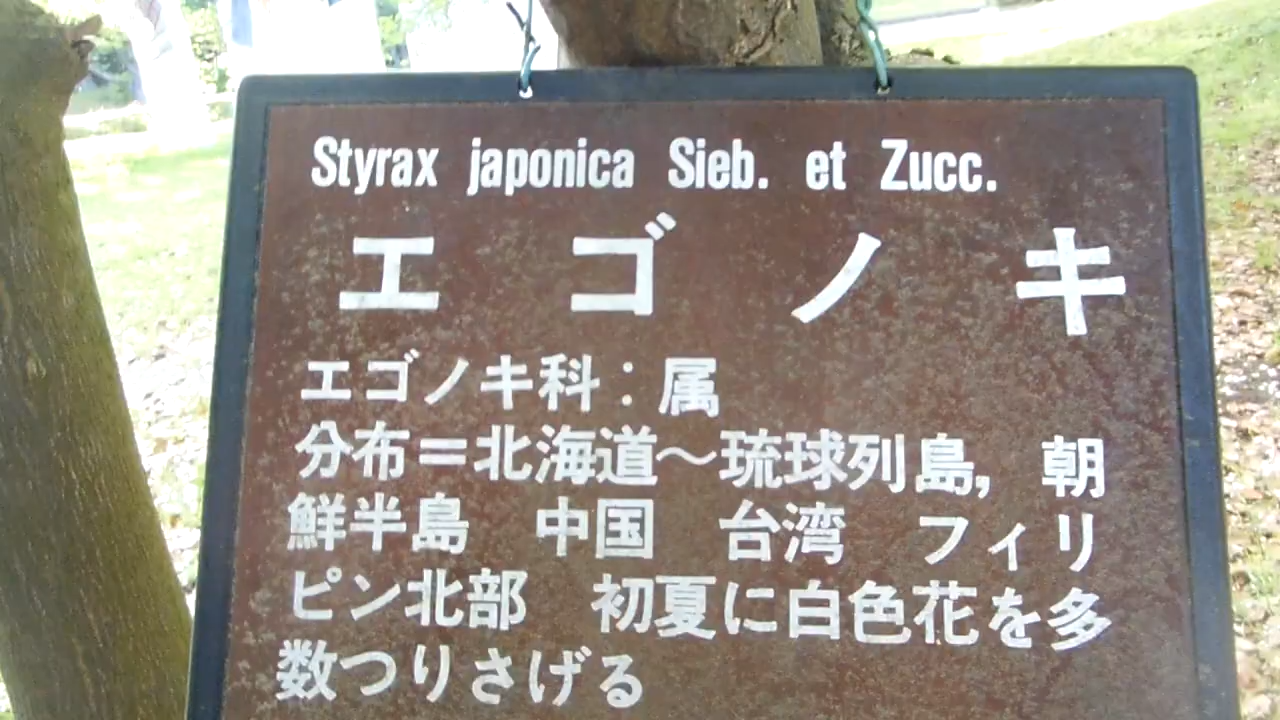 Styrax japonica Sieb. et Zucc.
エゴノキ
エゴノキ科：属
分布＝北海道～琉球列島，朝
鮮半島　中国　台湾　フィリ
ピン北部　初夏に白色花を多
数つりさげる